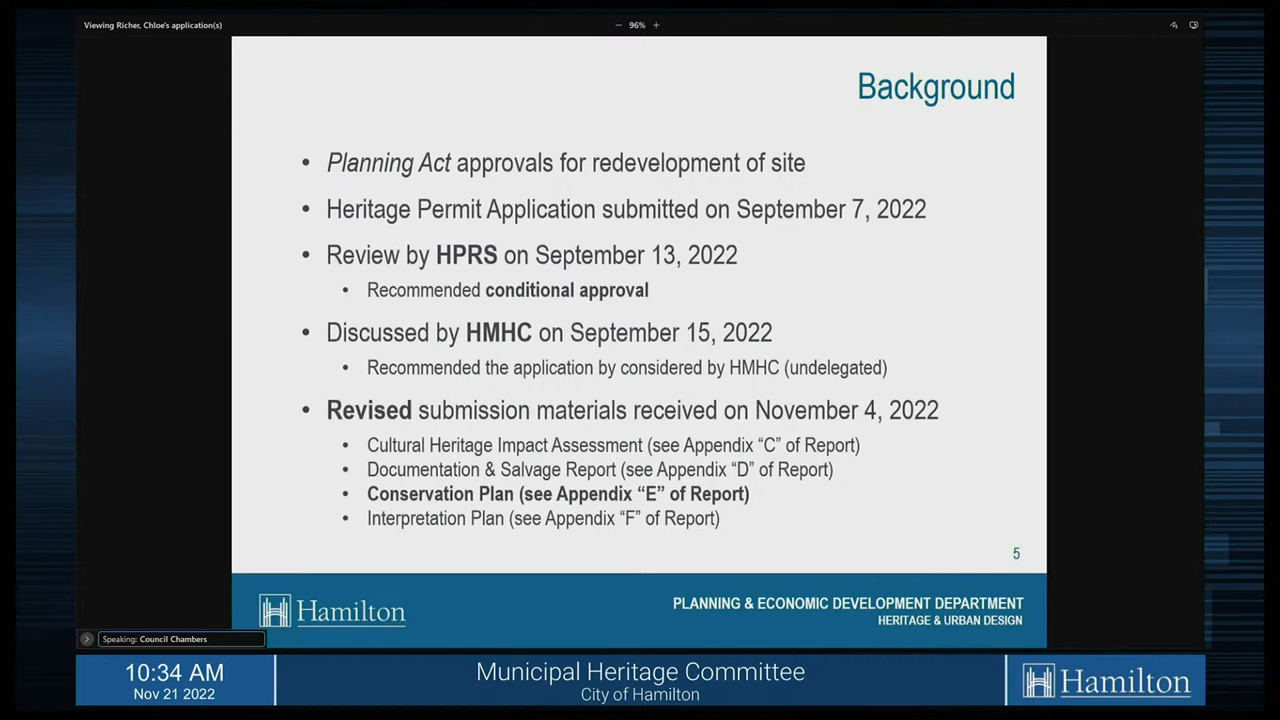 Viewing Richer, Chloe's application(s)
− 96% +
Background
• Planning Act approvals for redevelopment of site
• Heritage Permit Application submitted on September 7, 2022
• Review by HPRS on September 13, 2022
• Recommended conditional approval
• Discussed by HMHC on September 15, 2022
• Recommended the application by considered by HMHC (undelegated)
• Revised submission materials received on November 4, 2022
• Cultural Heritage Impact Assessment (see Appendix “C” of Report)
• Documentation & Salvage Report (see Appendix “D” of Report)
• Conservation Plan (see Appendix “E” of Report)
• Interpretation Plan (see Appendix “F” of Report)
5
Hamilton
PLANNING & ECONOMIC DEVELOPMENT DEPARTMENT
HERITAGE & URBAN DESIGN
Speaking: Council Chambers
10:34 AM
Nov 21 2022
Municipal Heritage Committee
City of Hamilton
Hamilton